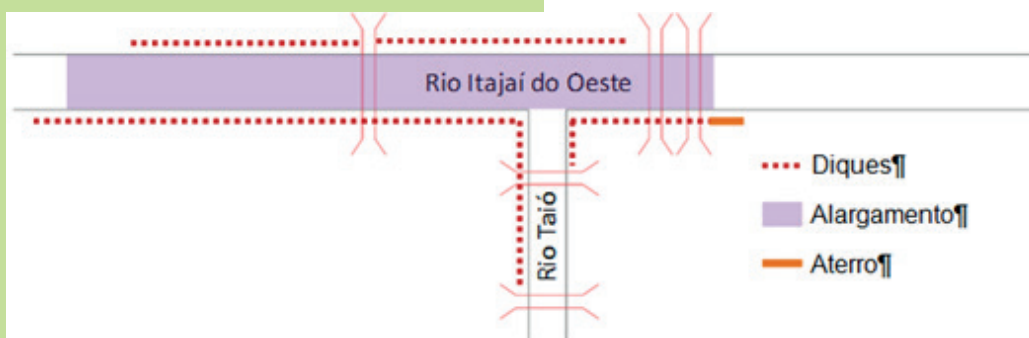 Rio Itajaí do Oeste
Rio Taió
Diques¶
Alargamento¶
Aterro¶